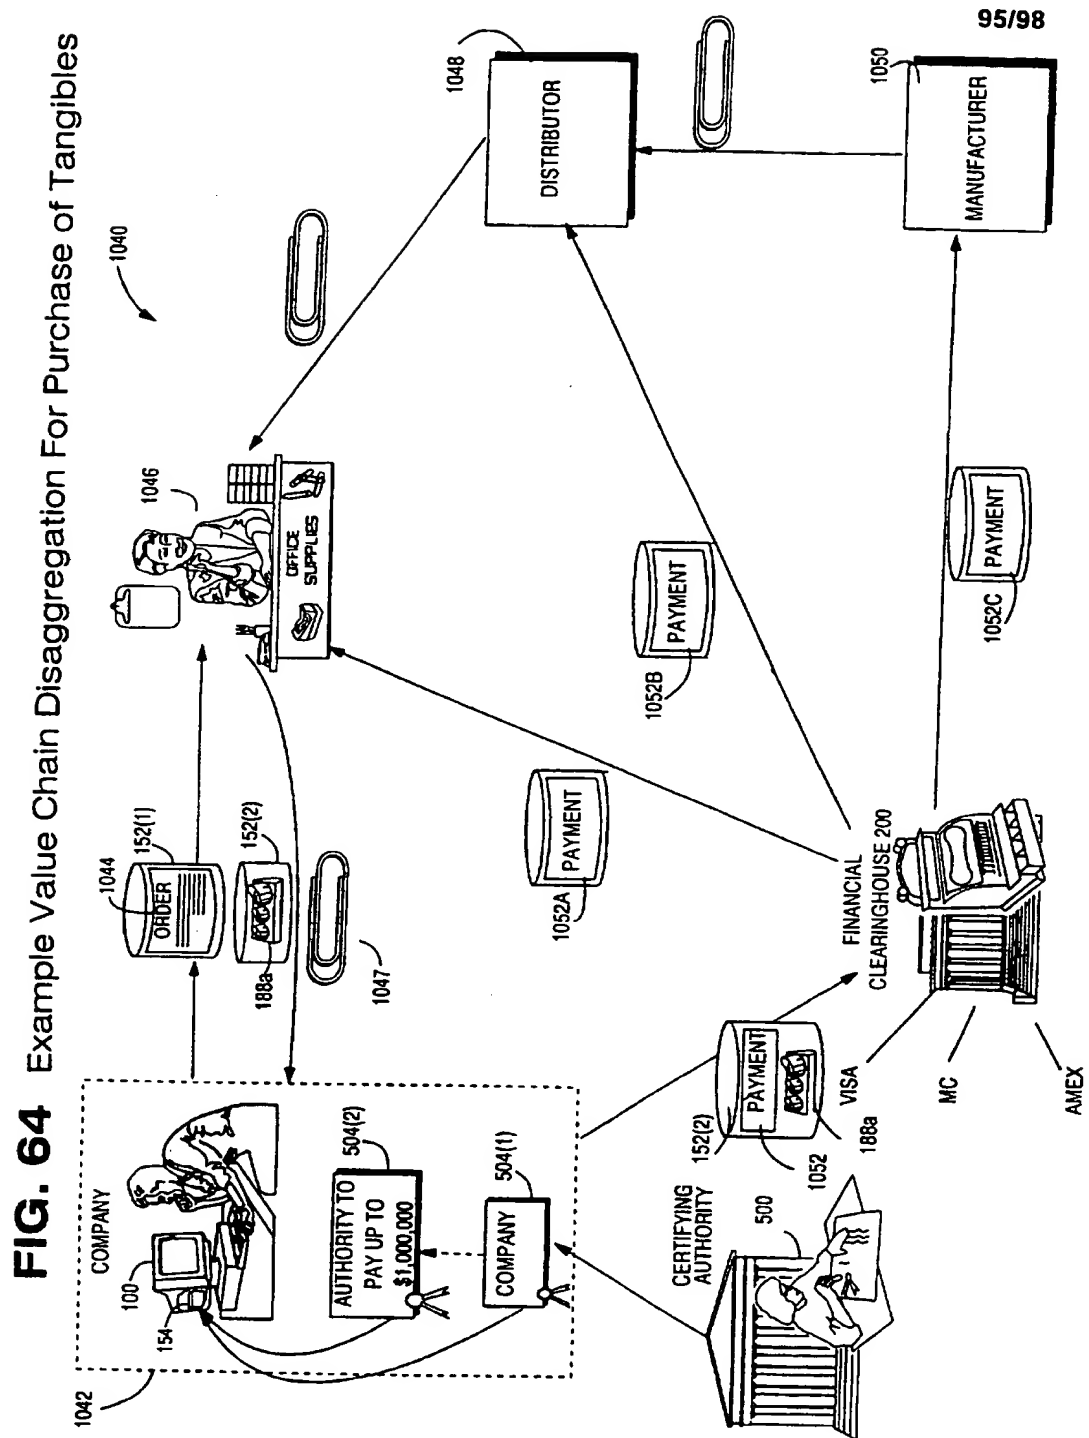 95/98
FIG. 64 Example Value Chain Disaggregation For Purchase of Tangibles
1040
1042
COMPANY
100
154
AUTHORITY TO
PAY UP TO
$1,000,000
504(2)
COMPANY
504(1)
1044
152(1)
ORDER
152(2)
188a
1047
1046
OFFICE
SUPPLIES
1048
DISTRIBUTOR
1050
MANUFACTURER
PAYMENT
1052A
PAYMENT
1052B
PAYMENT
1052C
CERTIFYING
AUTHORITY
500
152(2)
PAYMENT
1052
188a
FINANCIAL
CLEARINGHOUSE 200
VISA
MC
AMEX